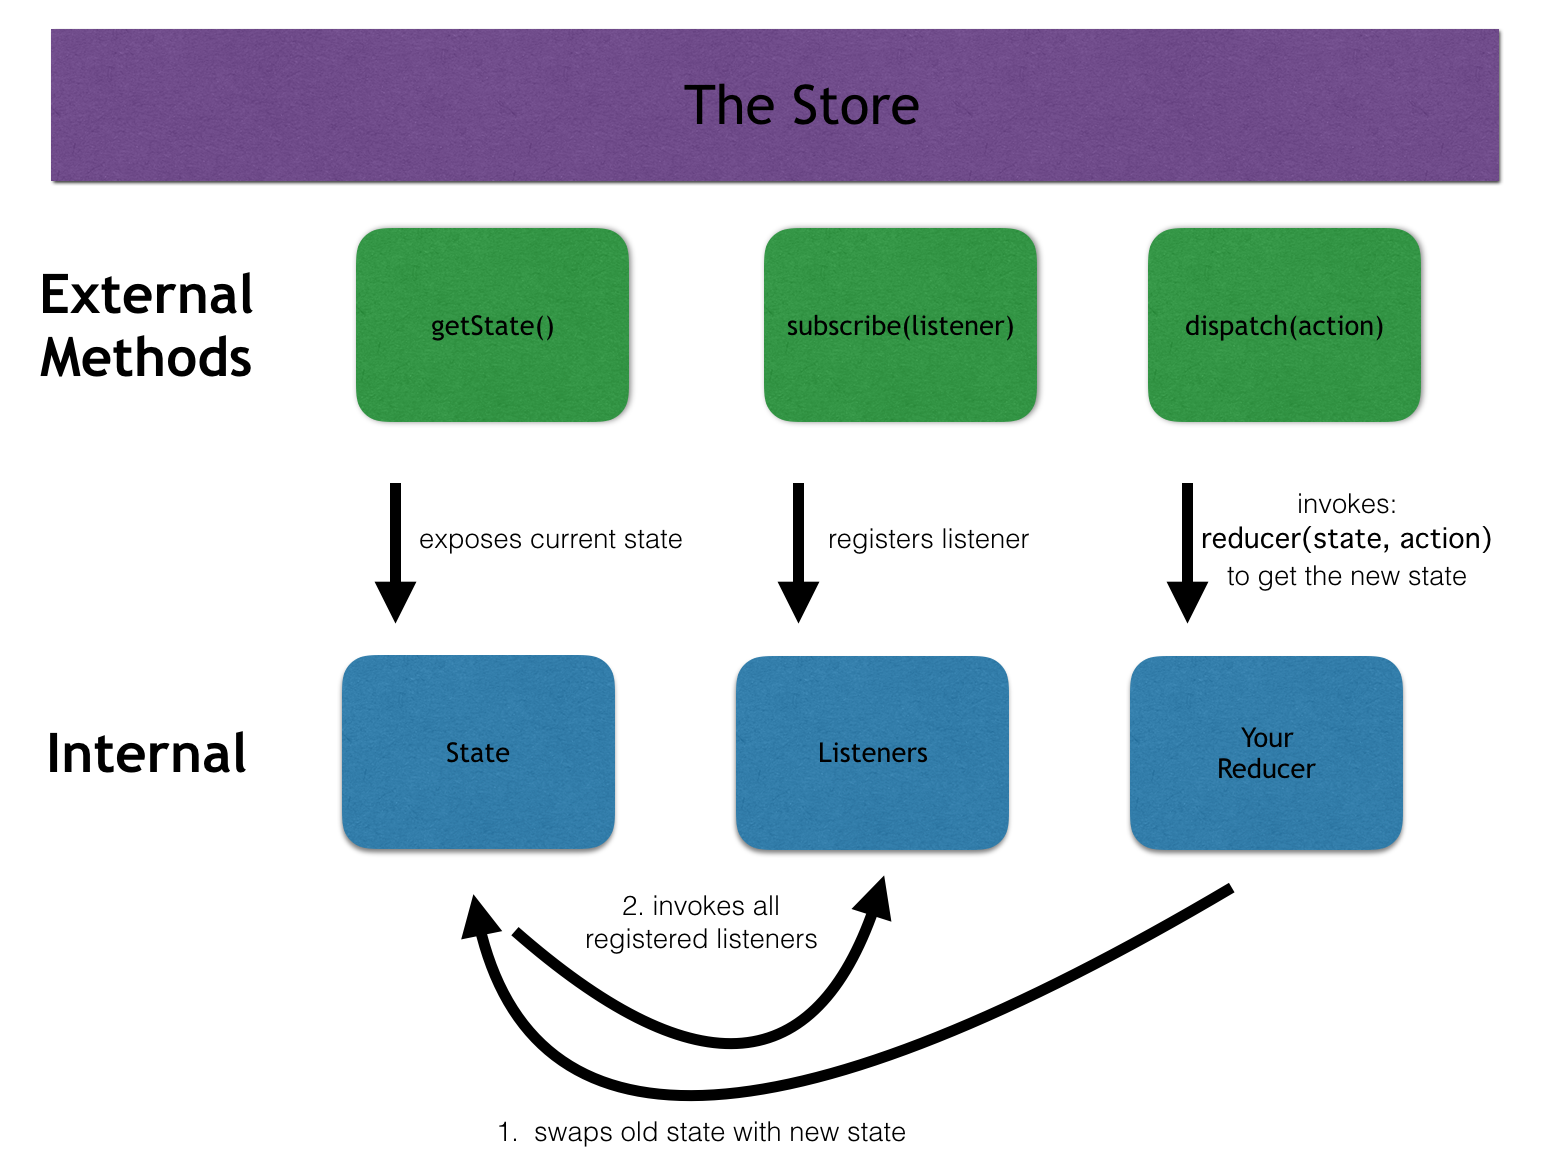 The Store
External
Methods
getState()
subscribe(listener)
dispatch(action)
exposes current state
registers listener
invokes:
reducer(state, action)
to get the new state
Internal
State
Listeners
Your
Reducer
2. invokes all
registered listeners
1.  swaps old state with new state